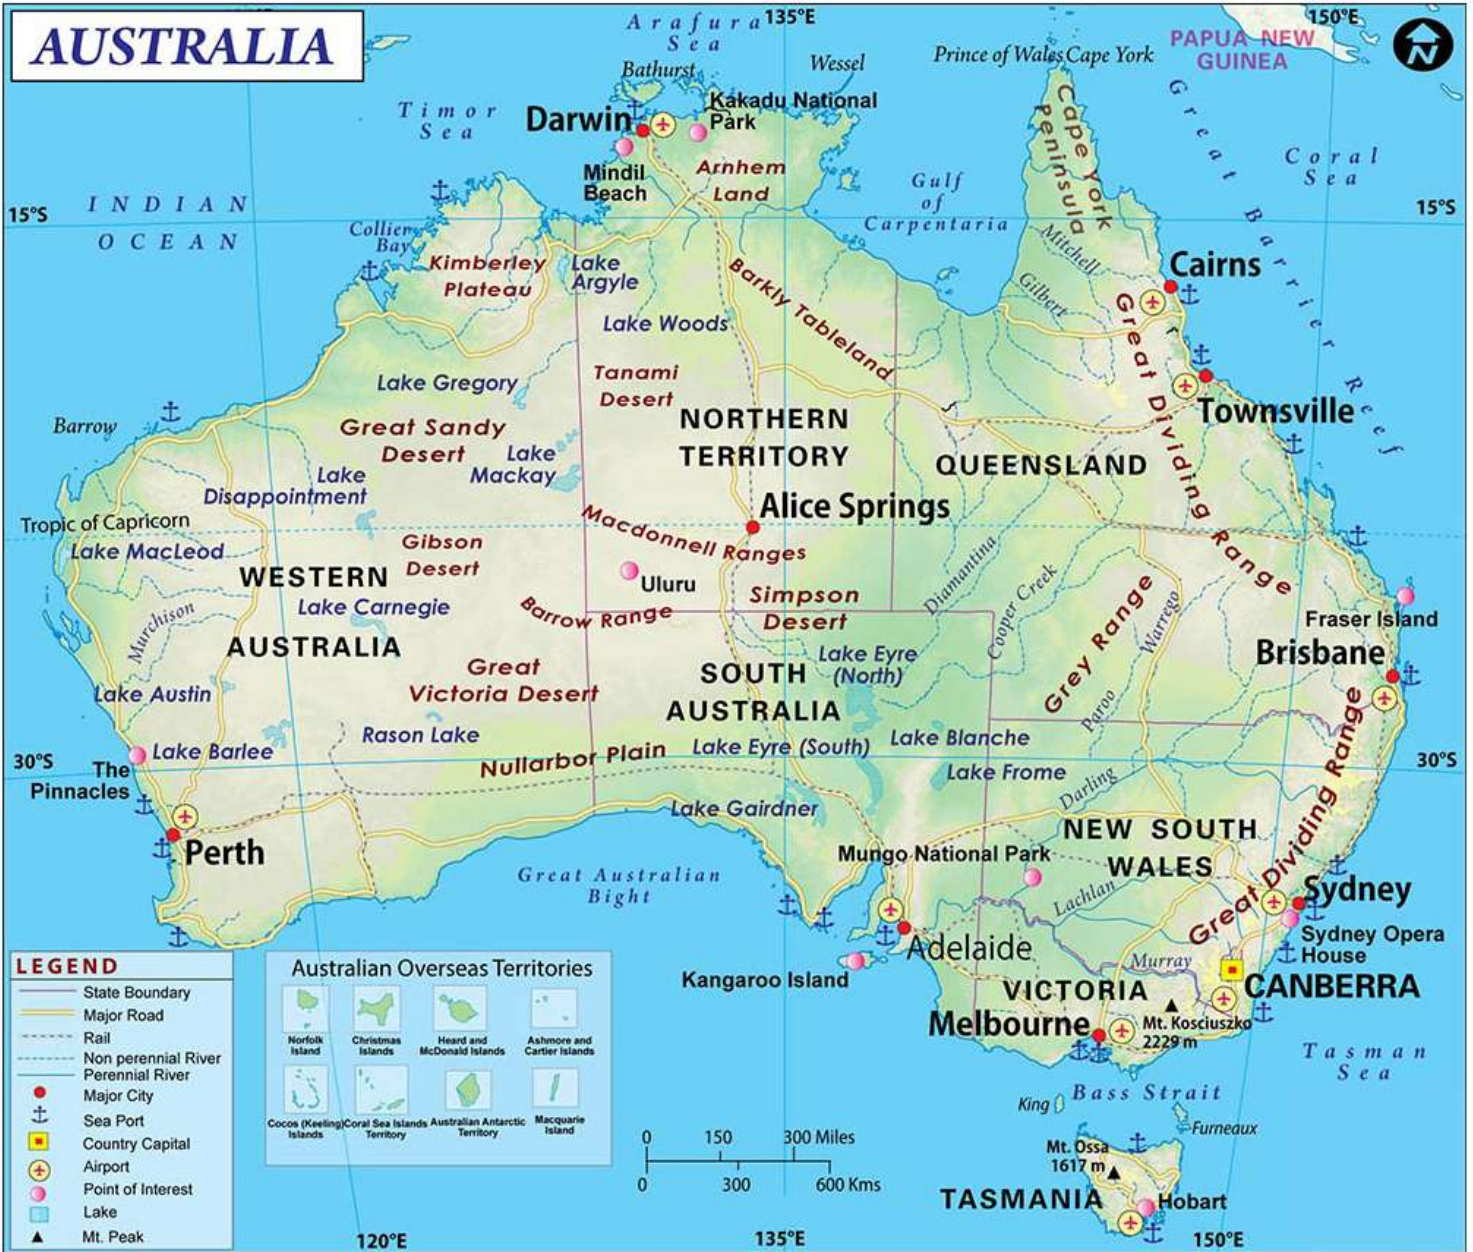 AUSTRALIA
135°E
150°E
N
Arafura
Sea
PAPUA NEW
GUINEA
Prince of Wales
Cape York
Bathurst
Wessel
Timor
Sea
Darwin
Kakadu National
Park
Mindil
Beach
Arnhem
Land
Cape York
Peninsula
Great Barrier Reef
Coral
Sea
Gulf
of
Carpentaria
INDIAN
OCEAN
15°S
15°S
Collier
Bay
Kimberley
Plateau
Lake
Argyle
Mitchell
Gilbert
Cairns
Barkly Tableland
Lake Woods
Great Dividing Range
Lake Gregory
Tanami
Desert
Townsville
Barrow
Great Sandy
Desert
NORTHERN
TERRITORY
Lake
Mackay
QUEENSLAND
Lake
Disappointment
Alice Springs
Tropic of Capricorn
Lake MacLeod
Macdonnell Ranges
Gibson
Desert
WESTERN
AUSTRALIA
Lake Carnegie
Uluru
Barrow Range
Simpson
Desert
Diamantina
Cooper Creek
Grey Range
Warrego
Paroo
Fraser Island
Brisbane
Murchison
Great
Victoria Desert
SOUTH
AUSTRALIA
Lake Eyre
(North)
Lake Austin
Rason Lake
Lake Barlee
Nullarbor Plain
Lake Eyre (South)
Lake Blanche
30°S
30°S
The
Pinnacles
Lake Frome
Darling
Great Dividing Range
Lake Gairdner
NEW SOUTH
WALES
Perth
Mungo National Park
Great Australian
Bight
Lachlan
Sydney
Sydney Opera
House
Adelaide
Kangaroo Island
Murray
VICTORIA
CANBERRA
Melbourne
Mt. Kosciuszko
2229 m
Tasman
Sea
Bass Strait
King
Furneaux
Mt. Ossa
1617 m
TASMANIA
Hobart
LEGEND
State Boundary
Major Road
Rail
Non perennial River
Perennial River
Major City
Sea Port
Country Capital
Airport
Point of Interest
Lake
Mt. Peak
Australian Overseas Territories
Norfolk
Island
Christmas
Islands
Heard and
McDonald Islands
Ashmore and
Cartier Islands
Cocos (Keeling)
Islands
Coral Sea Islands
Territory
Australian Antarctic
Territory
Macquarie
Island
0 150 300 Miles
0 300 600 Kms
120°E
135°E
150°E